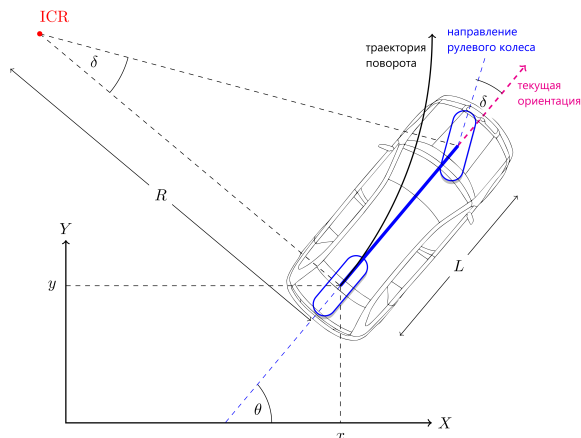 ICR
направление
рулевого колеса
траектория
поворота
δ
текущая
ориентация
δ
R
Y
L
y
θ
X
x